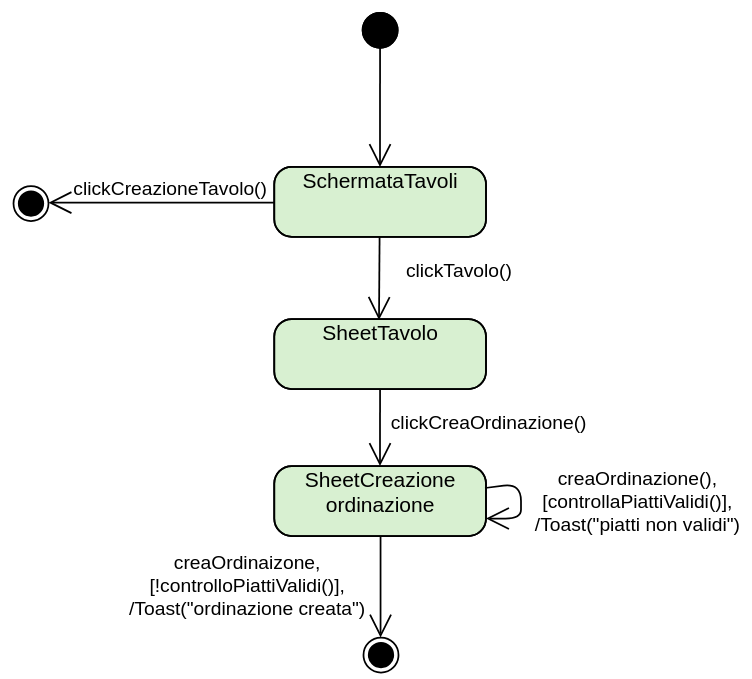 SchermataTavoli
clickCreazioneTavolo()
clickTavolo()
SheetTavolo
clickCreaOrdinazione()
SheetCreazione
ordinazione
creaOrdinazione(),
[controllaPiattiValidi()],
/Toast("piatti non validi")
creaOrdinaizone,
[!controlloPiattiValidi()],
/Toast("ordinazione creata")